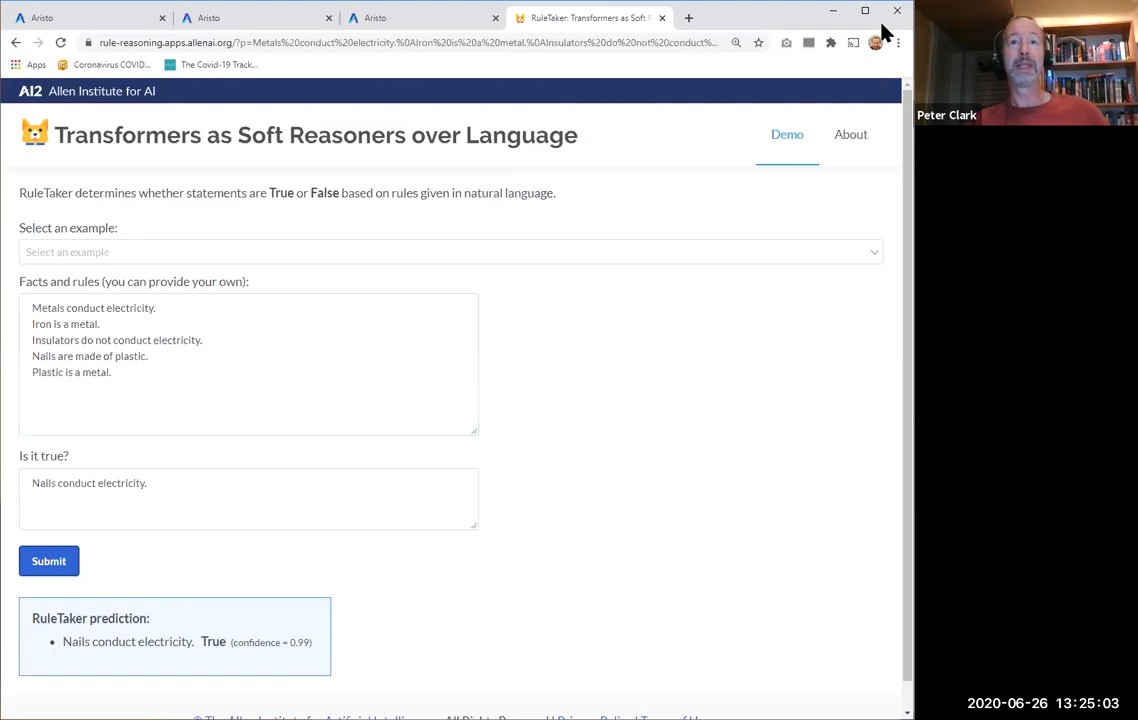 Aristo
Aristo
Aristo
RuleTaker: Transformers as Soft R
rule-reasoning.apps.allenai.org/?p=Metals%20conduct%20electricity.%0AIron%20is%20a%20metal.%0AInsulators%20do%20not%20conduct%...
Apps
Coronavirus COVID...
The Covid-19 Track...
AI2 Allen Institute for AI
Transformers as Soft Reasoners over Language
Demo
About
RuleTaker determines whether statements are True or False based on rules given in natural language.
Select an example:
Select an example
Facts and rules (you can provide your own):
Metals conduct electricity.
Iron is a metal.
Insulators do not conduct electricity.
Nails are made of plastic.
Plastic is a metal.
Is it true?
Nails conduct electricity.
Submit
RuleTaker prediction:
• Nails conduct electricity. True (confidence = 0.99)
Peter Clark
2020-06-26 13:25:03